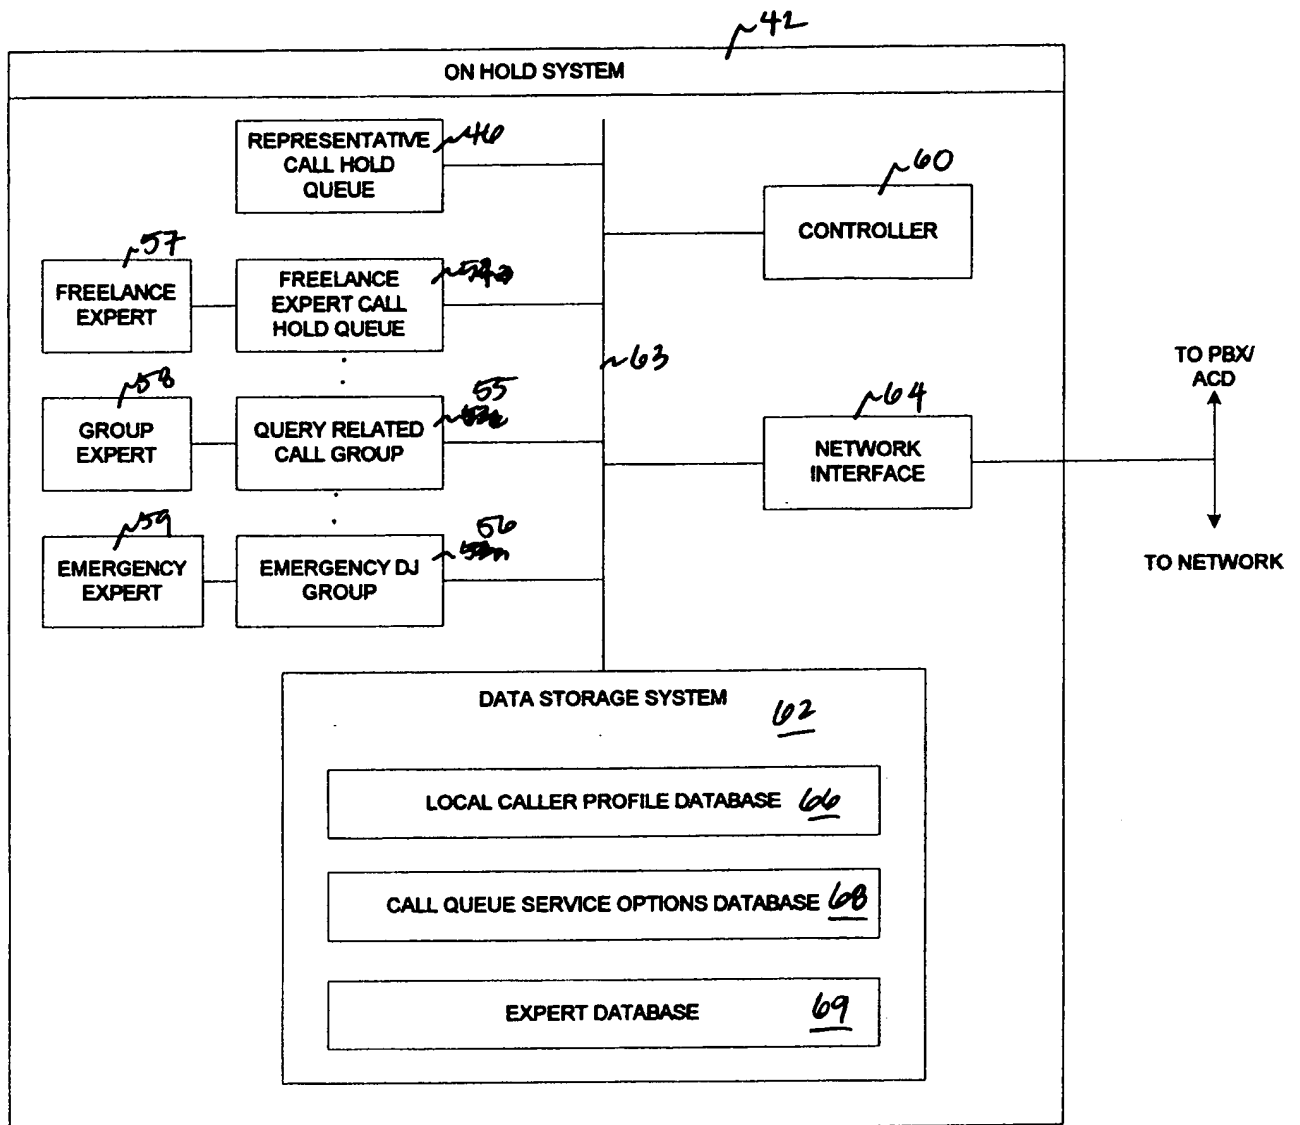 42
ON HOLD SYSTEM
REPRESENTATIVE
CALL HOLD
QUEUE
46
60
CONTROLLER
57
FREELANCE
EXPERT
FREELANCE
EXPERT CALL
HOLD QUEUE
63
TO PBX/
ACD
58
GROUP
EXPERT
55
QUERY RELATED
CALL GROUP
64
NETWORK
INTERFACE
59
EMERGENCY
EXPERT
56
EMERGENCY DJ
GROUP
TO NETWORK
DATA STORAGE SYSTEM
62
LOCAL CALLER PROFILE DATABASE 66
CALL QUEUE SERVICE OPTIONS DATABASE 68
EXPERT DATABASE 69